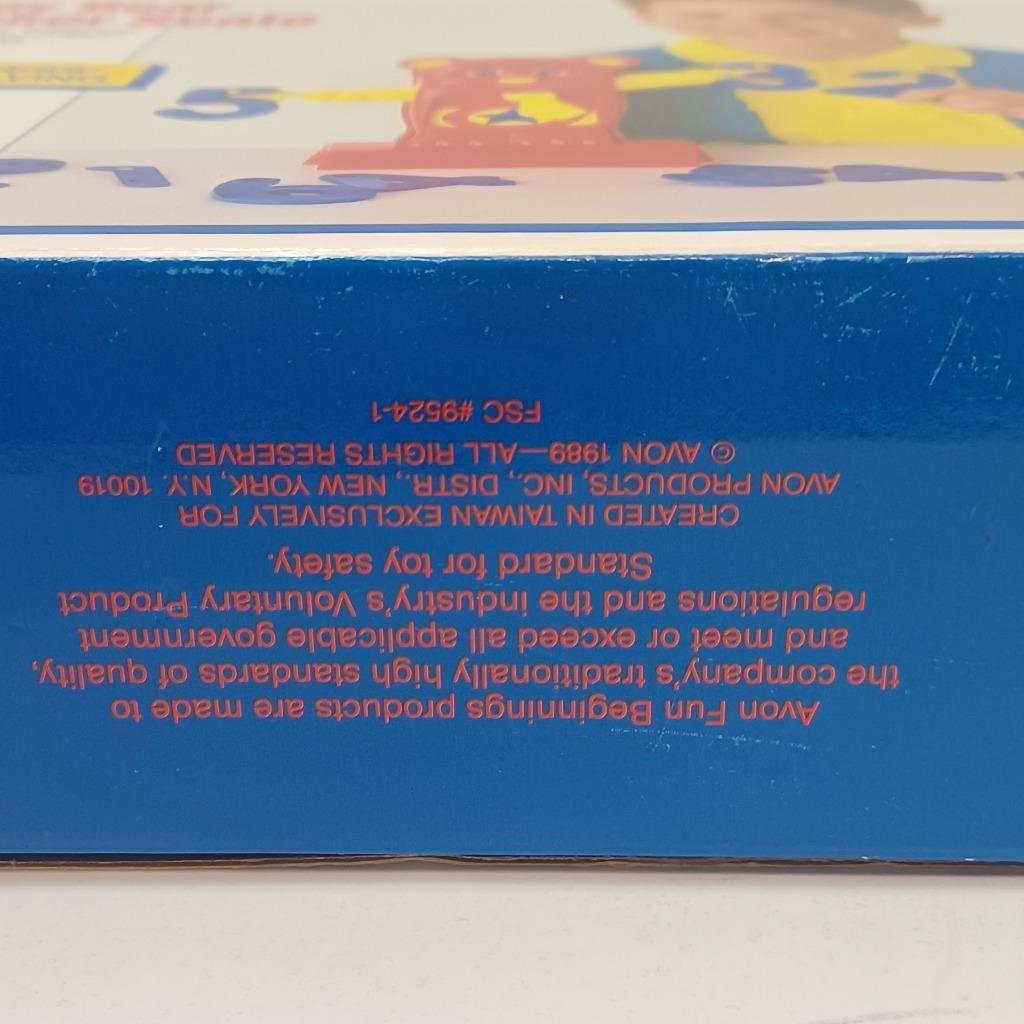 Avon Fun Beginnings products are made to
the company's traditionally high standards of quality,
and meet or exceed all applicable government
regulations and the industry's Voluntary Product
Standard for toy safety.
CREATED IN TAIWAN EXCLUSIVELY FOR
AVON PRODUCTS, INC., DISTR., NEW YORK, N.Y. 10019
© AVON 1989—ALL RIGHTS RESERVED
FSC #9524-1